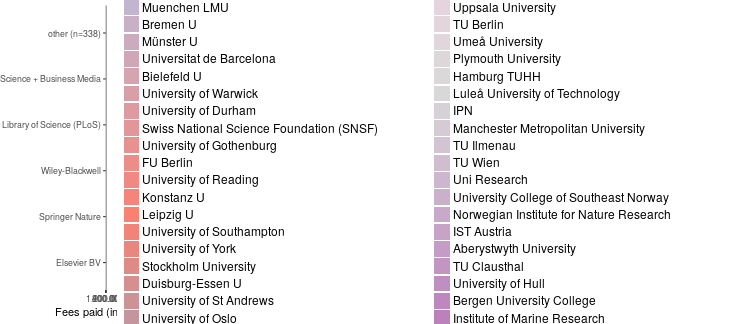 other (n=338)
Science + Business Media
Library of Science (PLoS)
Wiley-Blackwell
Springer Nature
Elsevier BV
Fees paid (in
Muenchen LMU
Bremen U
Münster U
Universitat de Barcelona
Bielefeld U
University of Warwick
University of Durham
Swiss National Science Foundation (SNSF)
University of Gothenburg
FU Berlin
University of Reading
Konstanz U
Leipzig U
University of Southampton
University of York
Stockholm University
Duisburg-Essen U
University of St Andrews
University of Oslo
Uppsala University
TU Berlin
Umeå University
Plymouth University
Hamburg TUHH
Luleå University of Technology
IPN
Manchester Metropolitan University
TU Ilmenau
TU Wien
Uni Research
University College of Southeast Norway
Norwegian Institute for Nature Research
IST Austria
Aberystwyth University
TU Clausthal
University of Hull
Bergen University College
Institute of Marine Research